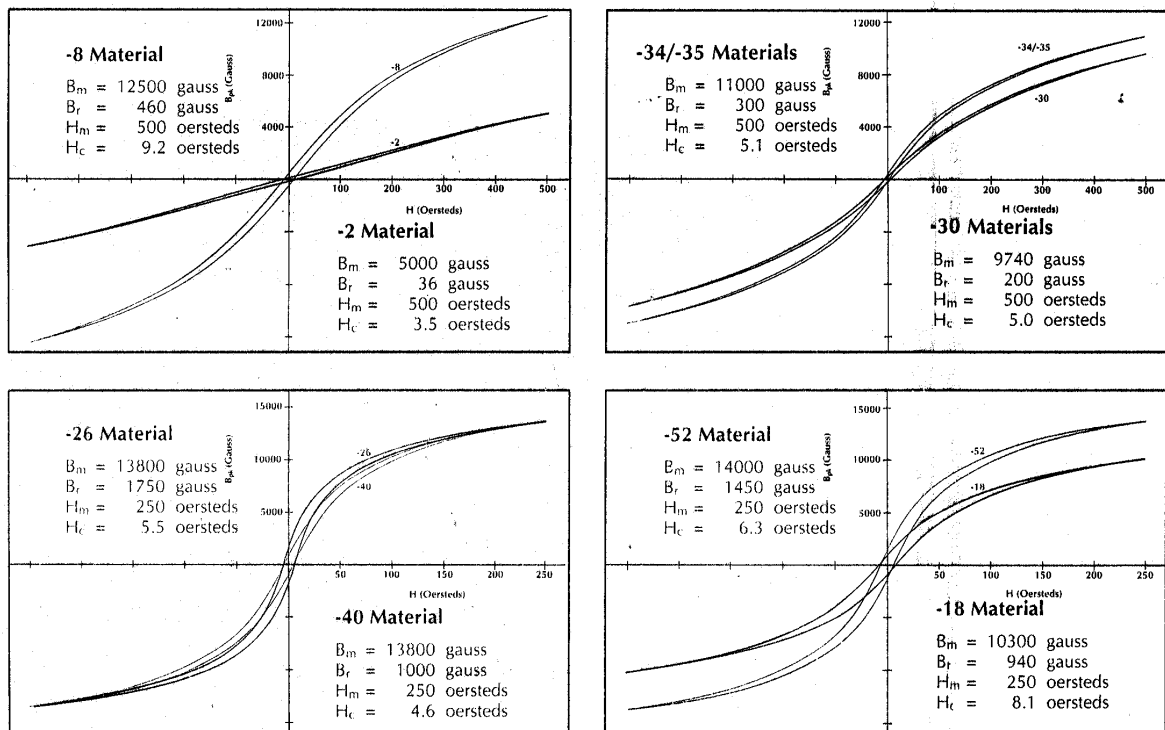 12000
-8 Material
Bm = 12500 gauss
Br = 460 gauss
Hm = 500 oersteds
Hc = 9.2 oersteds
Bpk (Gauss)
8000
4000
-8
-2
100 200 300 400 500
H (Oersteds)
-2 Material
Bm = 5000 gauss
Br = 36 gauss
Hm = 500 oersteds
Hc = 3.5 oersteds
12000
-34/-35 Materials
Bm = 11000 gauss
Br = 300 gauss
Hm = 500 oersteds
Hc = 5.1 oersteds
Bpk (Gauss)
8000
4000
-34/-35
-30
100 200 300 400 500
H (Oersteds)
-30 Materials
Bm = 9740 gauss
Br = 200 gauss
Hm = 500 oersteds
Hc = 5.0 oersteds
15000
-26 Material
Bm = 13800 gauss
Br = 1750 gauss
Hm = 250 oersteds
Hc = 5.5 oersteds
Bpk (Gauss)
10000
5000
-26
-40
50 100 150 200 250
H (Oersteds)
-40 Material
Bm = 13800 gauss
Br = 1000 gauss
Hm = 250 oersteds
Hc = 4.6 oersteds
15000
-52 Material
Bm = 14000 gauss
Br = 1450 gauss
Hm = 250 oersteds
Hc = 6.3 oersteds
Bpk (Gauss)
10000
5000
-52
-18
50 100 150 200 250
H (Oersteds)
-18 Material
Bm = 10300 gauss
Br = 940 gauss
Hm = 250 oersteds
Hc = 8.1 oersteds